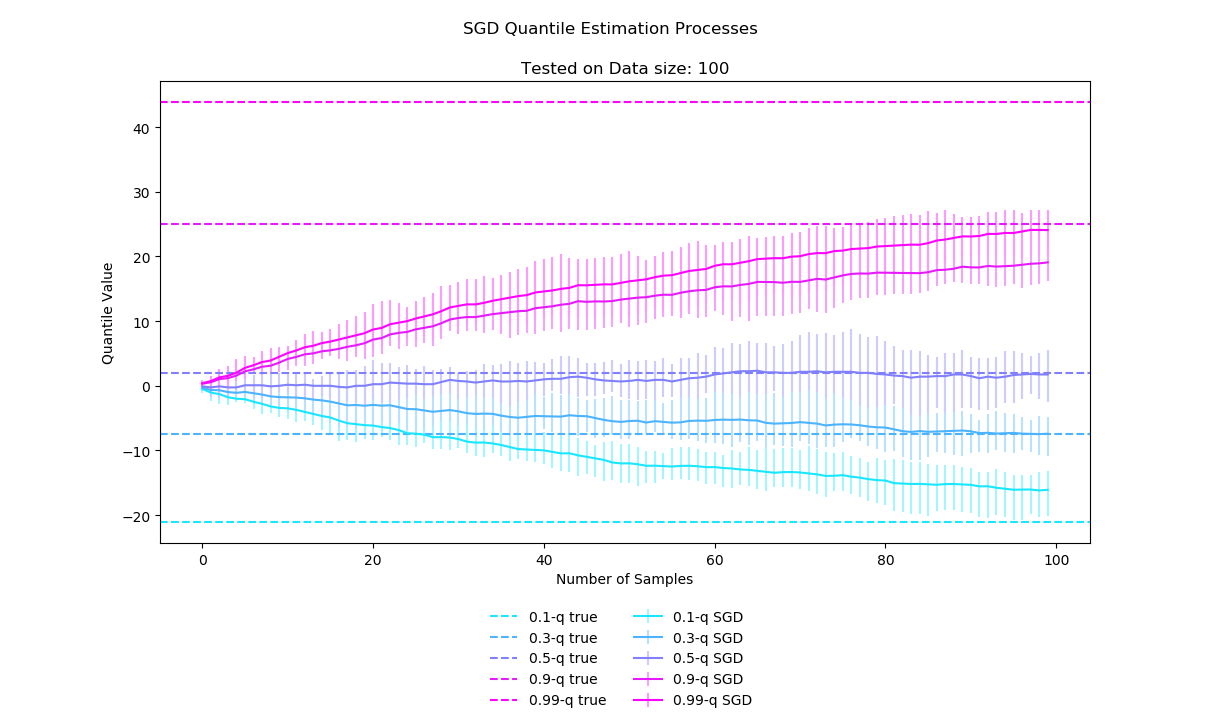 SGD Quantile Estimation Processes
Tested on Data size: 100
Quantile Value
40
30
20
10
0
−10
−20
0 20 40 60 80 100
Number of Samples
0.1-q true 0.1-q SGD
0.3-q true 0.3-q SGD
0.5-q true 0.5-q SGD
0.9-q true 0.9-q SGD
0.99-q true 0.99-q SGD